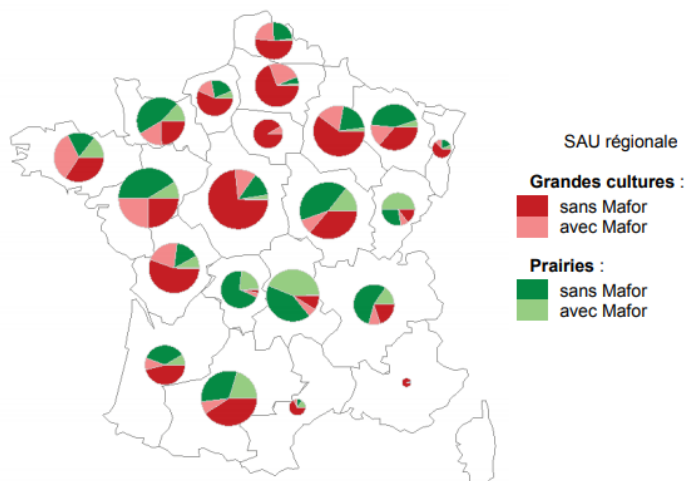 SAU régionale
Grandes cultures :
sans Mafor
avec Mafor
Prairies :
sans Mafor
avec Mafor